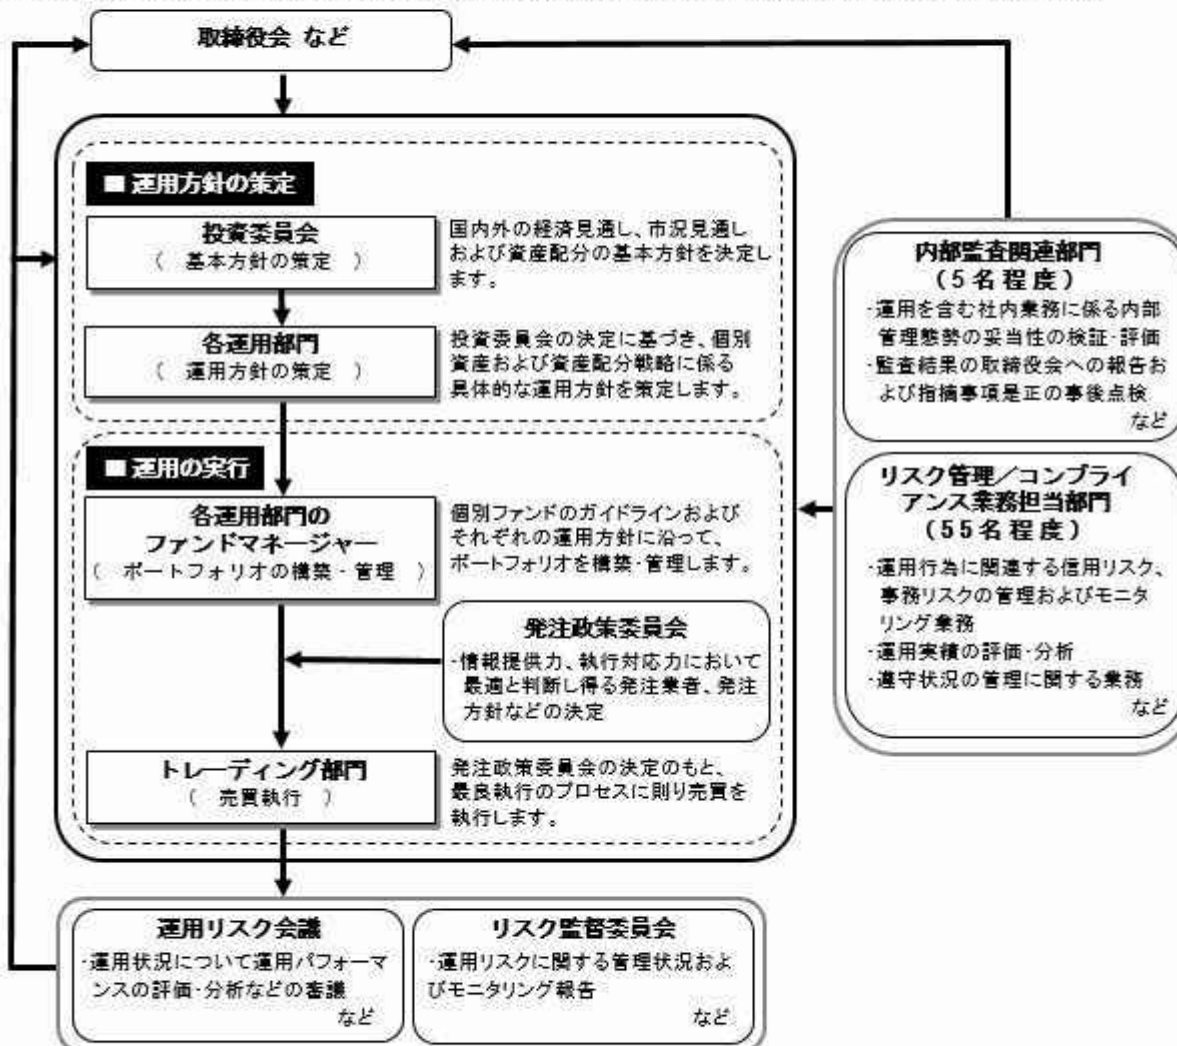 取締役会 など
■ 運用方針の策定
投資委員会
( 基本方針の策定 )
国内外の経済見通し、市況見通し
および資産配分の基本方針を決定し
ます。
各運用部門
( 運用方針の策定 )
投資委員会の決定に基づき、個別
資産および資産配分戦略に係る
具体的な運用方針を策定します。
■ 運用の実行
各運用部門の
ファンドマネージャー
( ポートフォリオの構築・管理 )
個別ファンドのガイドラインおよび
それぞれの運用方針に沿って、
ポートフォリオを構築・管理します。
発注政策委員会
・情報提供力、執行対応力において
最適と判断し得る発注業者、発注
方針などの決定
トレーディング部門
( 売買執行 )
発注政策委員会の決定のもと、
最良執行のプロセスに則り売買を
執行します。
内部監査関連部門
(5名程度)
・運用を含む社内業務に係る内部
管理態勢の妥当性の検証・評価
・監査結果の取締役会への報告お
よび指摘事項是正の事後点検
など
リスク管理/コンプライ
アンス業務担当部門
(55名程度)
・運用行為に関連する信用リスク、
事務リスクの管理およびモニタ
リング業務
・運用実績の評価・分析
・遵守状況の管理に関する業務
など
運用リスク会議
・運用状況について運用パフォーマ
ンスの評価・分析などの審議
など
リスク監督委員会
・運用リスクに関する管理状況およ
びモニタリング報告
など